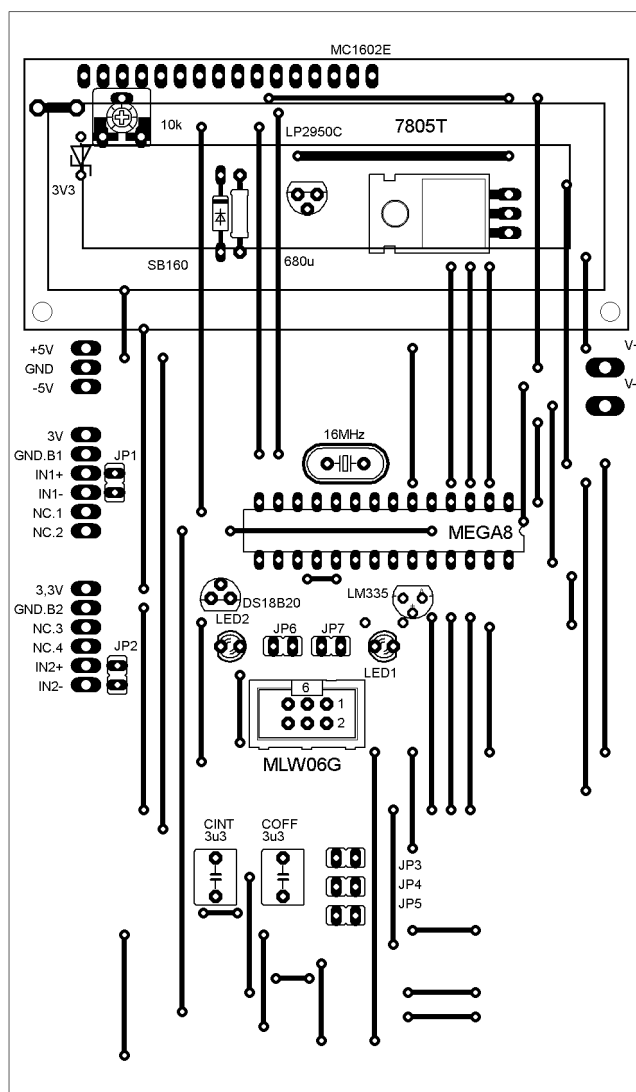 MC1602E
10k
LP2950C
7805T
3V3
SB160
680u
+5V
GND
-5V
V-
V-
3V
GND.B1
JP1
IN1+
IN1-
NC.1
NC.2
16MHz
MEGA8
3,3V
GND.B2
NC.3
NC.4
JP2
IN2+
IN2-
DS18B20
LM335
LED2
JP6
JP7
LED1
6
1
2
MLW06G
CINT
3u3
COFF
3u3
JP3
JP4
JP5